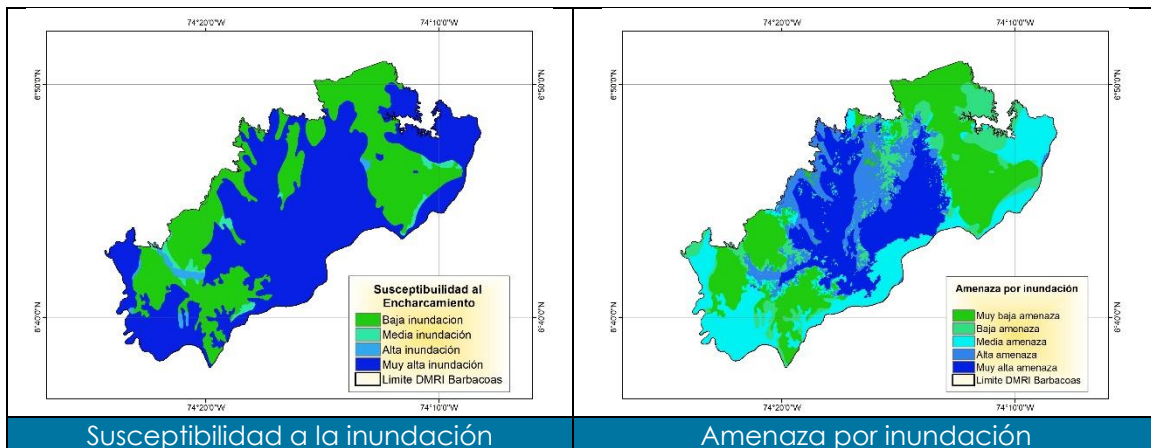 74°20'0"W
74°10'0"W
6°50'0"N
6°40'0"N
Susceptibuilidad al
Encharcamiento
Baja inundacion
Media inundación
Alta inundación
Muy alta inundación
Limite DMRI Barbacoas
6°50'0"N
6°40'0"N
74°20'0"W
74°10'0"W
Susceptibilidad a la inundación
74°20'0"W
74°10'0"W
6°50'0"N
6°40'0"N
Amenaza por inundación
Muy baja amenaza
Baja amenaza
Media amenaza
Alta amenaza
Muy alta amenaza
Limite DMRI Barbacoas
6°50'0"N
6°40'0"N
74°20'0"W
74°10'0"W
Amenaza por inundación